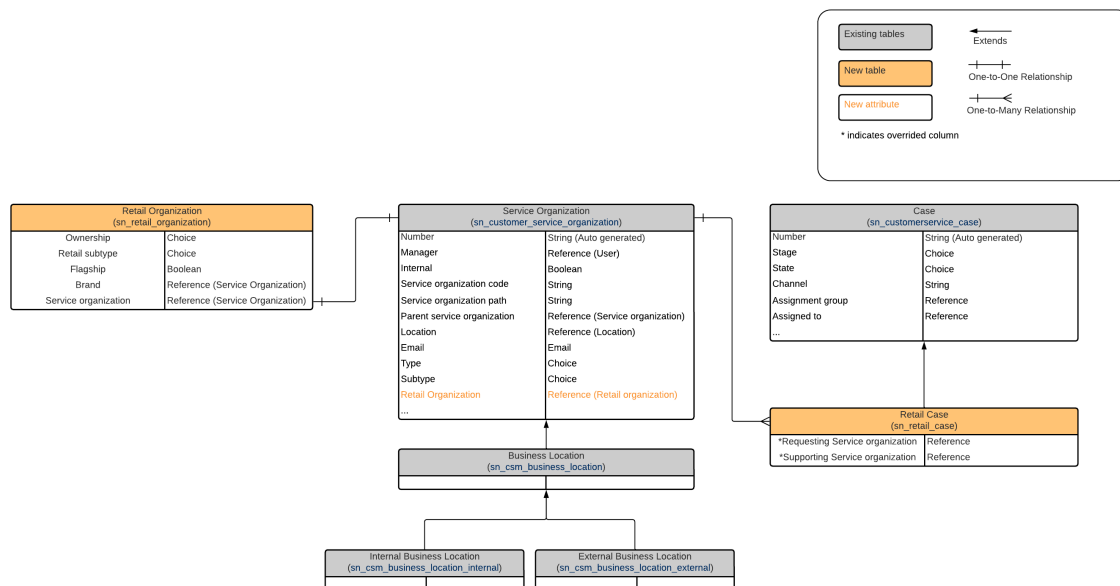 Existing tables
Extends
New table
One-to-One Relationship
New attribute
One-to-Many Relationship
* indicates overrided column
Retail Organization
(sn_retail_organization)
Ownership Choice
Retail subtype Choice
Flagship Boolean
Brand Reference (Service Organization)
Service organization Reference (Service Organization)
Service Organization
(sn_customer_service_organization)
Number String (Auto generated)
Manager Reference (User)
Internal Boolean
Service organization code String
Service organization path String
Parent service organization Reference (Service organization)
Location Reference (Location)
Email Email
Type Choice
Subtype Choice
Retail Organization Reference (Retail organization)
...
Case
(sn_customerservice_case)
Number String (Auto generated)
Stage Choice
State Choice
Channel String
Assignment group Reference
Assigned to Reference
...
Retail Case
(sn_retail_case)
*Requesting Service organization Reference
*Supporting Service organization Reference
Business Location
(sn_csm_business_location)
Internal Business Location
(sn_csm_business_location_internal)
External Business Location
(sn_csm_business_location_external)